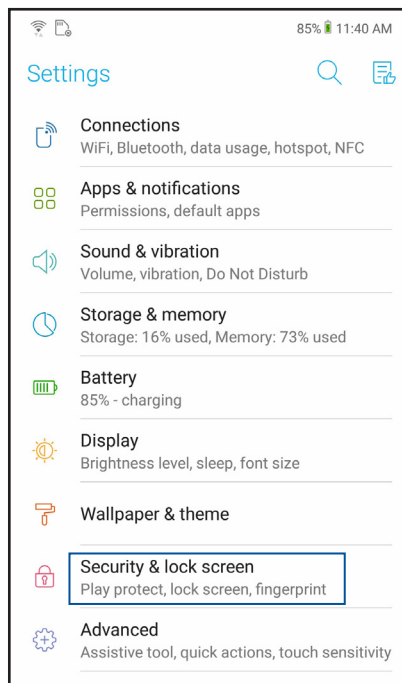 85% 11:40 AM
Settings
Connections
WiFi, Bluetooth, data usage, hotspot, NFC
Apps & notifications
Permissions, default apps
Sound & vibration
Volume, vibration, Do Not Disturb
Storage & memory
Storage: 16% used, Memory: 73% used
Battery
85% - charging
Display
Brightness level, sleep, font size
Wallpaper & theme
Security & lock screen
Play protect, lock screen, fingerprint
Advanced
Assistive tool, quick actions, touch sensitivity